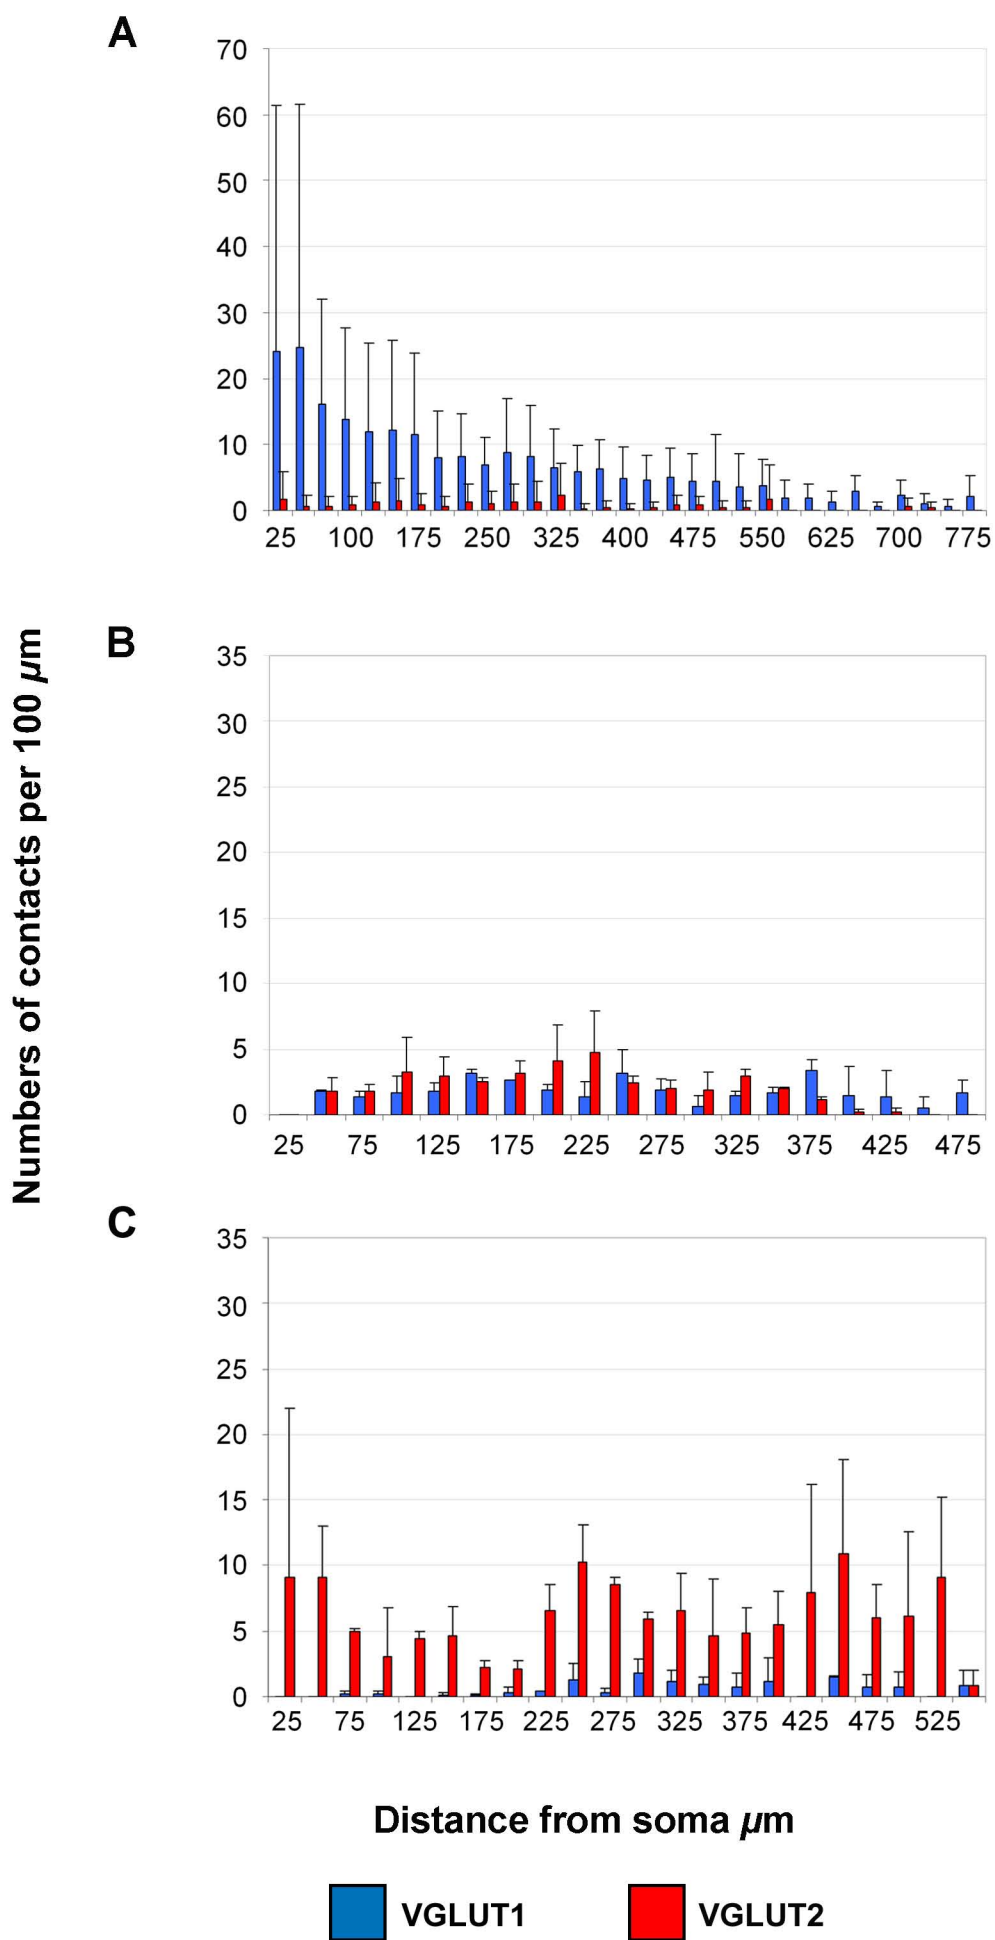 A
70
60
50
40
30
20
10
0
25 100 175 250 325 400 475 550 625 700 775
B
35
30
25
20
15
10
5
0
25 75 125 175 225 275 325 375 425 475
C
35
30
25
20
15
10
5
0
25 75 125 175 225 275 325 375 425 475 525
Numbers of contacts per 100 µm
Distance from soma µm
VGLUT1 VGLUT2